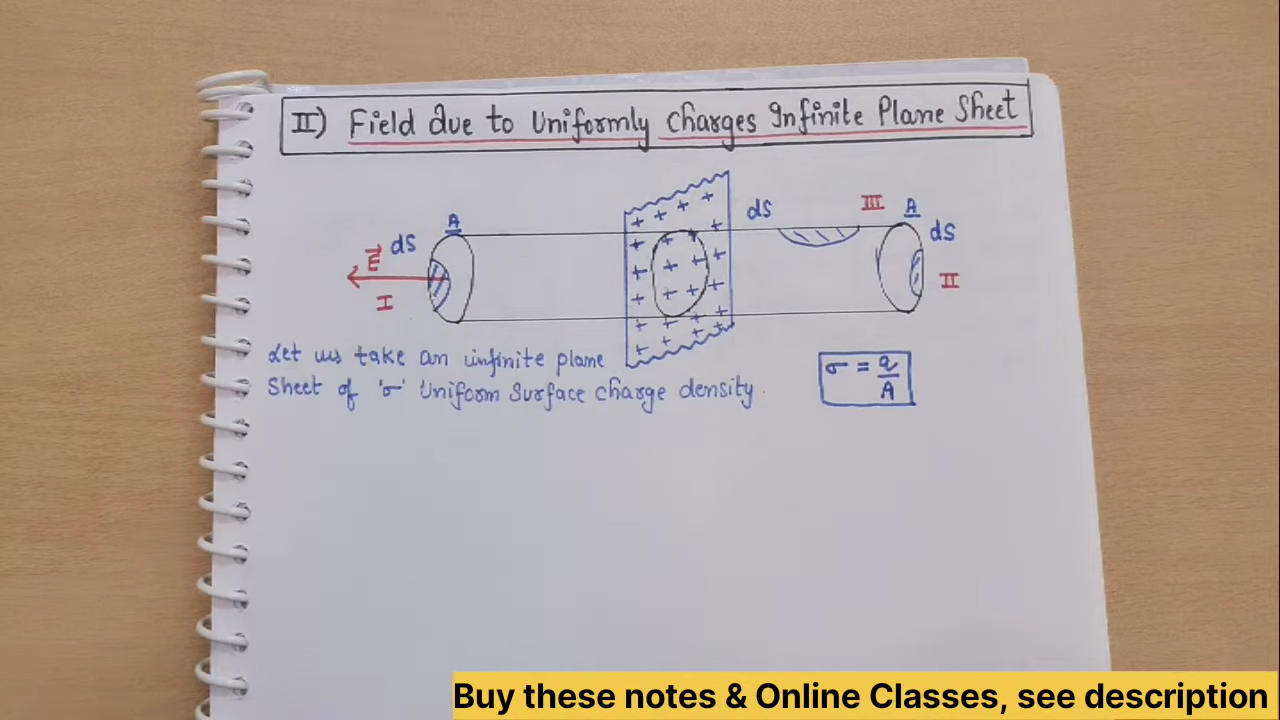 II) Field due to Uniformly Charges Infinite Plane Sheet
A
dS
E
I
dS
III
A
dS
II
+ + + + + + + + + + + + + + + + + + + +
Let us take an infinite plane
Sheet of 'σ' Uniform Surface charge density.
σ = q/A
Buy these notes & Online Classes, see description